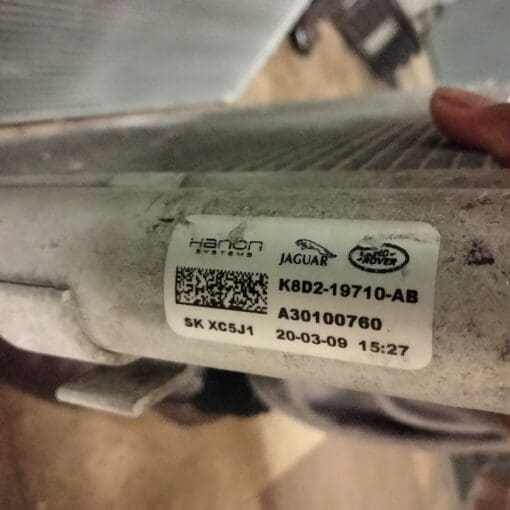 Hanon
SYSTEMS
JAGUAR
LAND-
ROVER
K8D2-19710-AB
A30100760
SK XC5J1
20-03-09 15:27